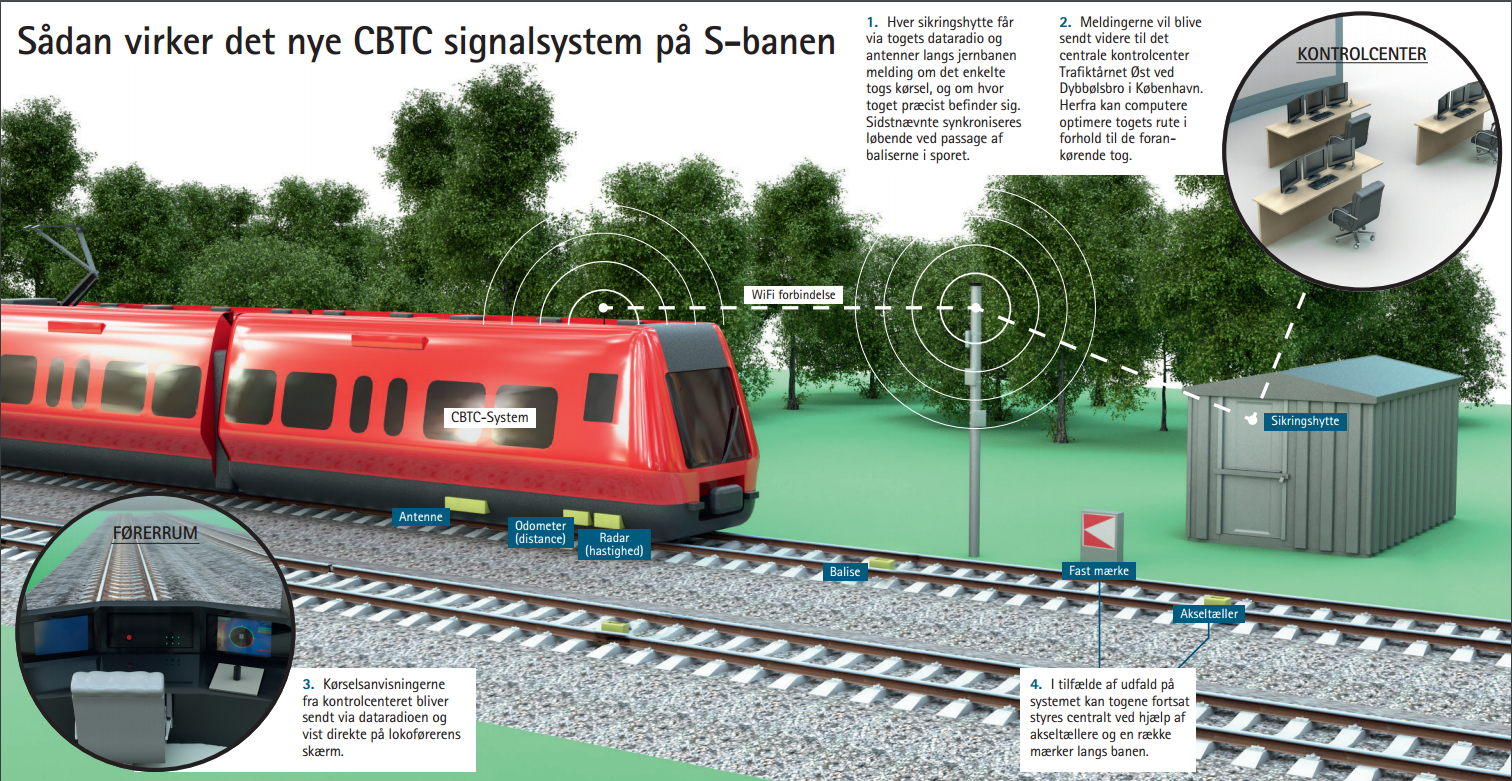 Sådan virker det nye CBTC signalsystem på S-banen
1. Hver sikringshytte får
via togets dataradio og
antenner langs jernbanen
melding om det enkelte
togs kørsel, og om hvor
toget præcist befinder sig.
Sidstnævnte synkroniseres
løbende ved passage af
baliserne i sporet.
2. Meldingerne vil blive
sendt videre til det
centrale kontrolcenter
Trafiktårnet Øst ved
Dybbølsbro i København.
Herfra kan computere
optimere togets rute i
forhold til de foran-
kørende tog.
KONTROLCENTER
WiFi forbindelse
CBTC-System
Sikringshytte
Antenne
Odometer
(distance)
Radar
(hastighed)
Balise
Fast mærke
Akseltæller
FØRERRUM
3. Kørselsanvisningerne
fra kontrolcenteret bliver
sendt via dataradioen og
vist direkte på lokoførerens
skærm.
4. I tilfælde af udfald på
systemet kan togene fortsat
styres centralt ved hjælp af
akseltællere og en række
mærker langs banen.